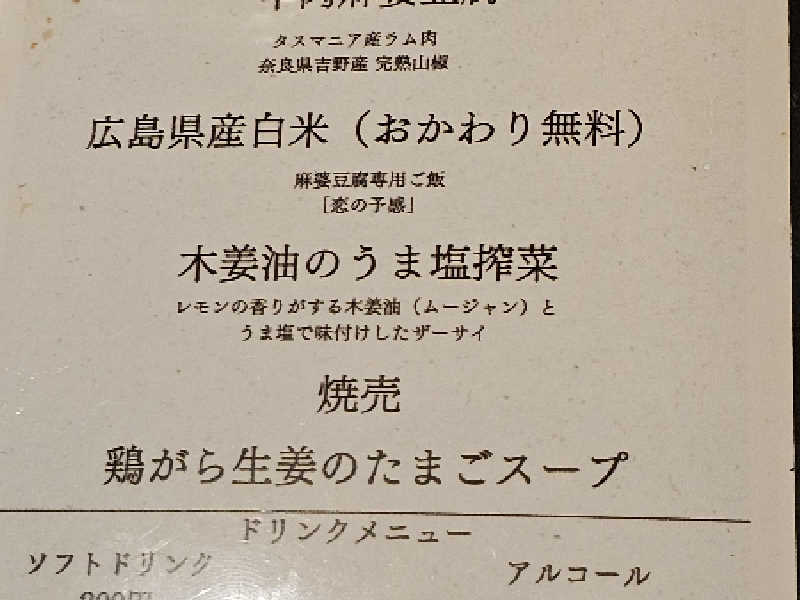 タスマニア産ラム肉
奈良県吉野産 完熟山椒
広島県産白米（おかわり無料）
麻婆豆腐専用ご飯
「恋の予感」
木姜油のうま塩搾菜
レモンの香りがする木姜油（ムージャン）と
うま塩で味付けしたザーサイ
焼売
鶏がら生姜のたまごスープ
ドリンクメニュー
ソフトドリンク
アルコール